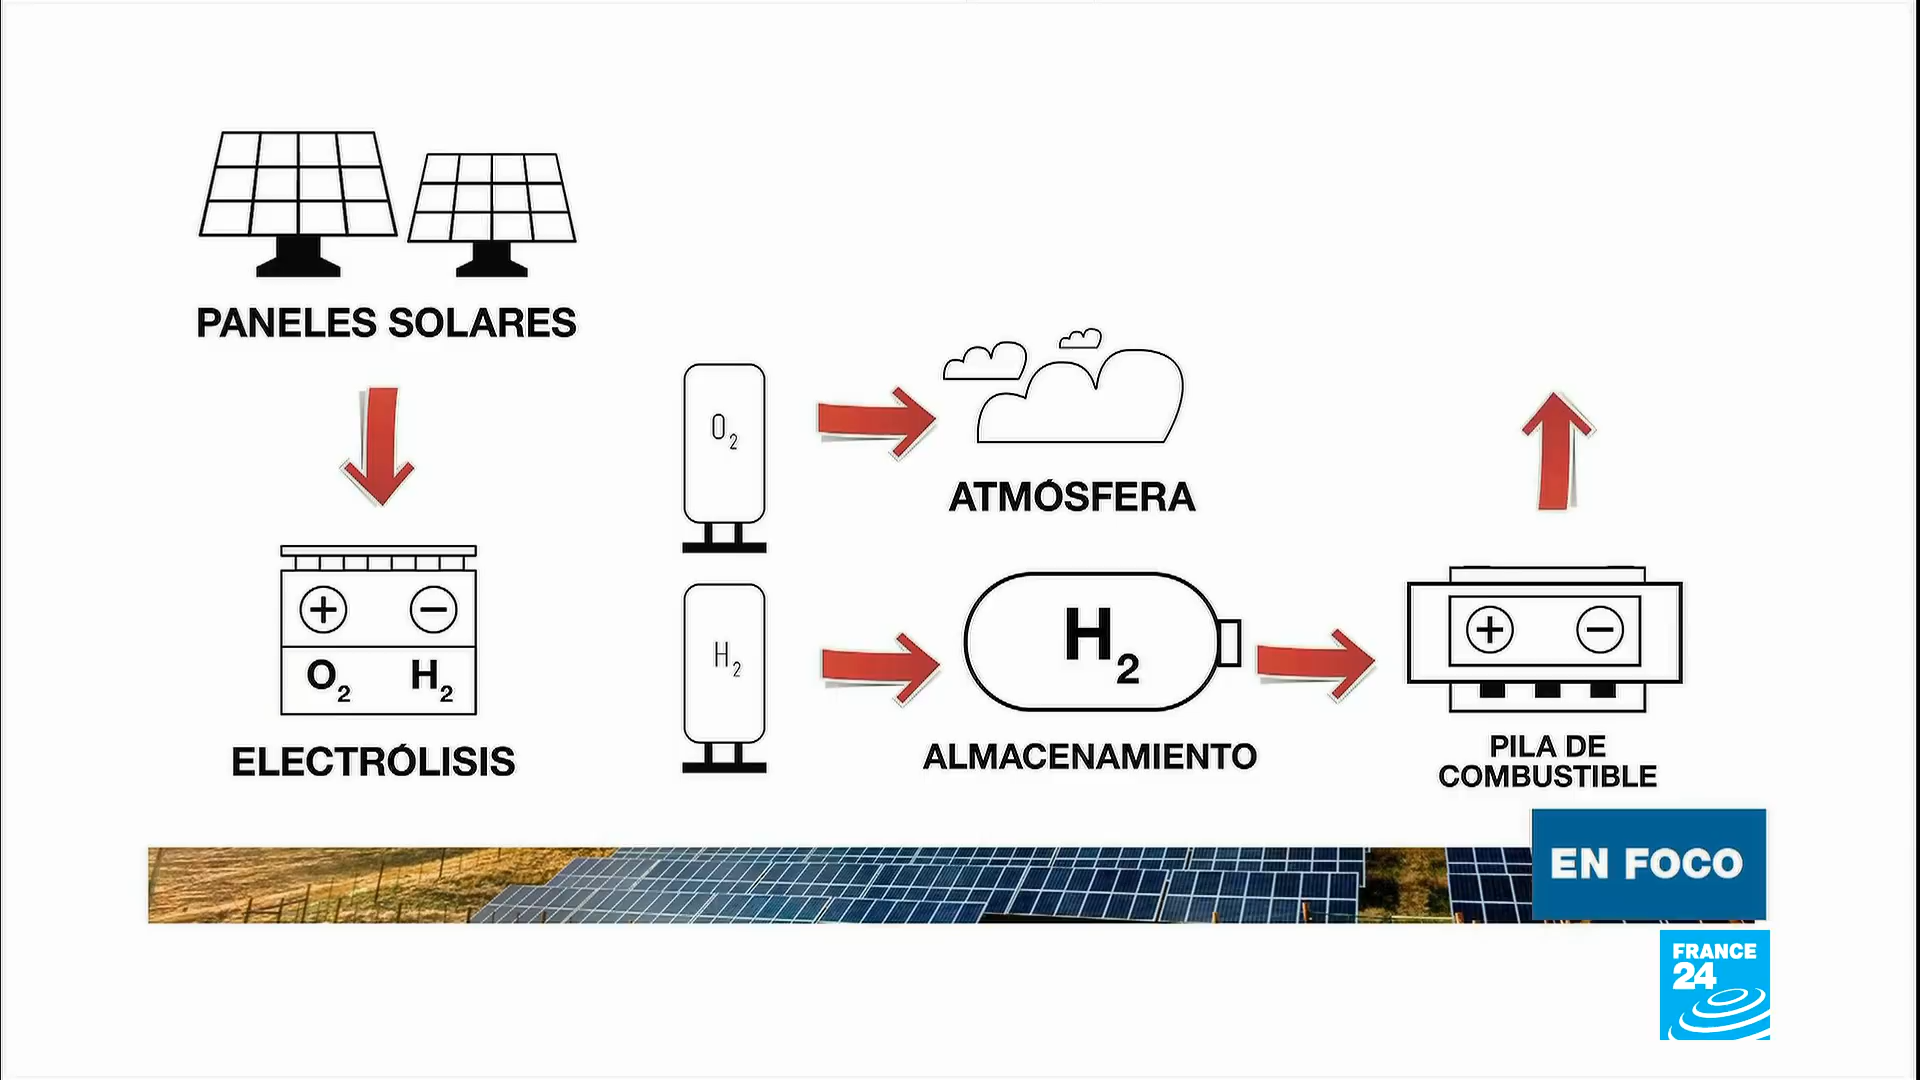 PANELES SOLARES
O2
ATMÓSFERA
+ −
O2 H2
ELECTRÓLISIS
H2
H2
ALMACENAMIENTO
+ −
PILA DE
COMBUSTIBLE
EN FOCO
FRANCE
24